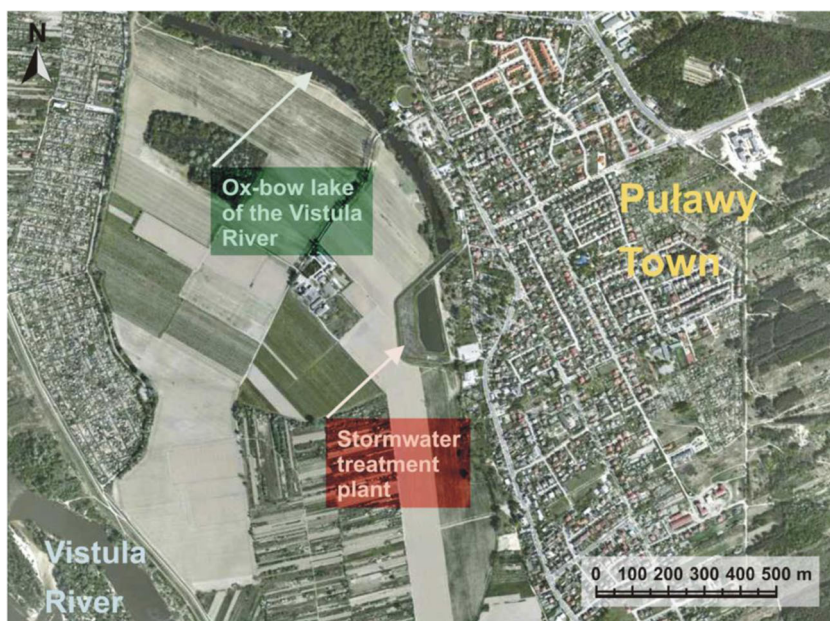 N
Ox-bow lake
of the Vistula
River
Puławy
Town
Stormwater
treatment
plant
Vistula
River
0 100 200 300 400 500 m